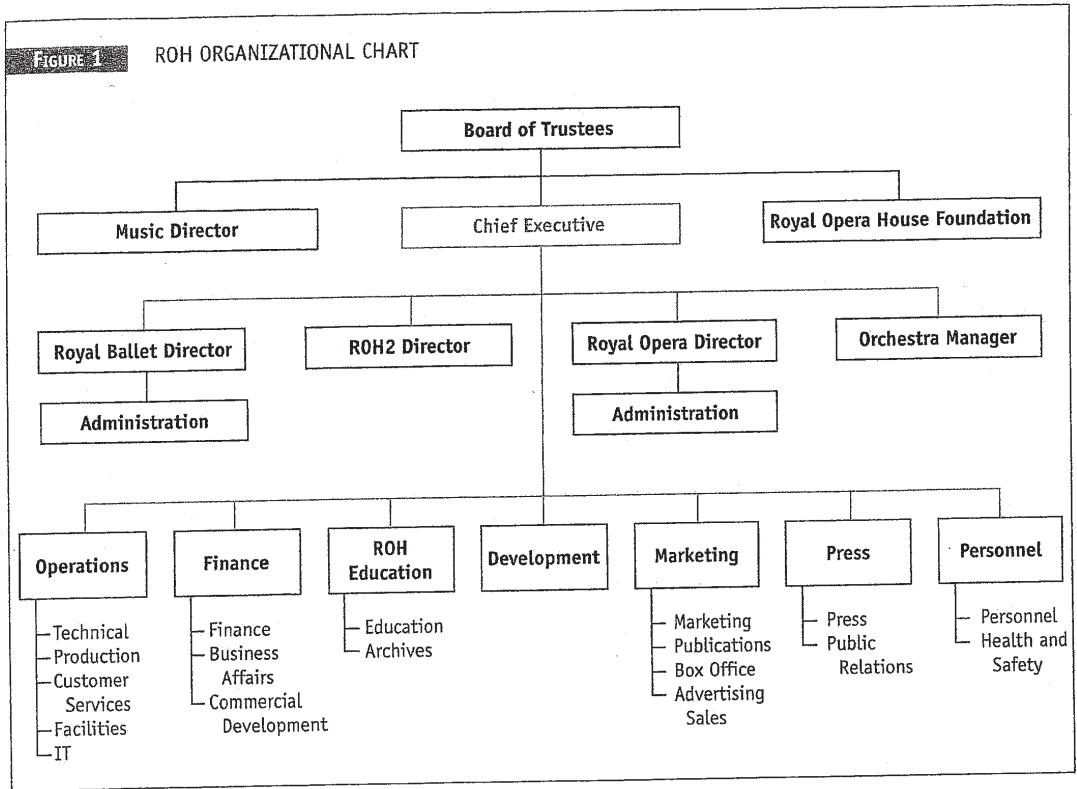 FIGURE 1
ROH ORGANIZATIONAL CHART
Board of Trustees
Music Director
Chief Executive
Royal Opera House Foundation
Royal Ballet Director
ROH2 Director
Royal Opera Director
Orchestra Manager
Administration
Administration
Operations
Finance
ROH
Education
Development
Marketing
Press
Personnel
Technical
Production
Customer
Services
Facilities
IT
Finance
Business
Affairs
Commercial
Development
Education
Archives
Marketing
Publications
Box Office
Advertising
Sales
Press
Public
Relations
Personnel
Health and
Safety